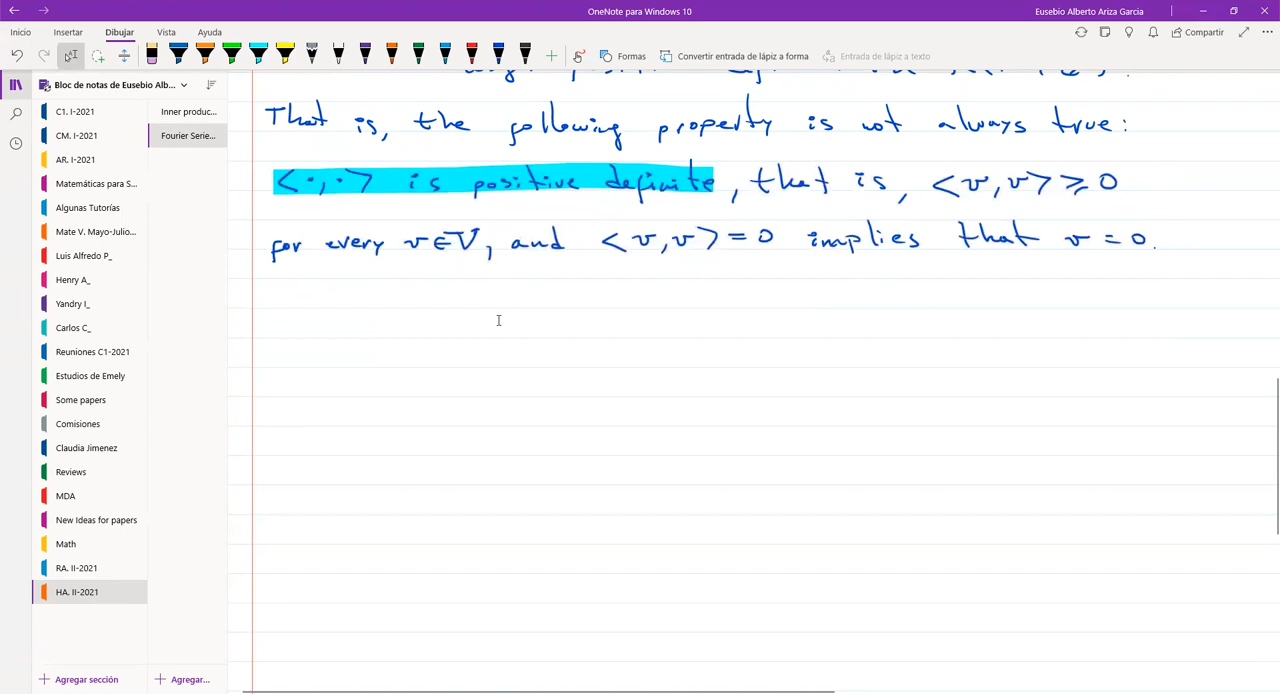 OneNote para Windows 10
Eusebio Alberto Ariza Garcia
Inicio Insertar Dibujar Vista Ayuda
Compartir
Formas Convertir entrada de lápiz a forma Entrada de lápiz a texto
Bloc de notas de Eusebio Alb...
C1. I-2021
CM. I-2021
AR. I-2021
Matemáticas para S...
Algunas Tutorías
Mate V. Mayo-Julio...
Luis Alfredo P_
Henry A_
Yandry I_
Carlos C_
Reuniones C1-2021
Estudios de Emely
Some papers
Comisiones
Claudia Jimenez
Reviews
MDA
New Ideas for papers
Math
RA. II-2021
HA. II-2021
Agregar sección
Inner produc...
Fourier Serie...
Agregar...
That is, the following property is not always true:
<·,·> is positive definite, that is, <v,v> ≥ 0
for every v∈V, and <v,v> = 0 implies that v = 0.